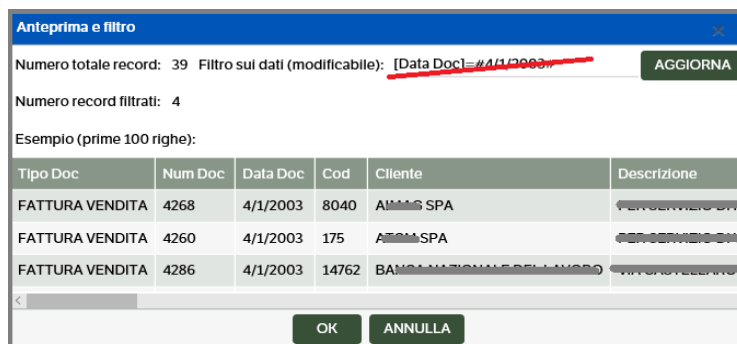 Anteprima e filtro
Numero totale record: 39 Filtro sui dati (modificabile): [Data Doc]=#4/1/2003# AGGIORNA
Numero record filtrati: 4
Esempio (prime 100 righe):
Tipo Doc Num Doc Data Doc Cod Cliente Descrizione
FATTURA VENDITA 4268 4/1/2003 8040 SPA
FATTURA VENDITA 4260 4/1/2003 175 SPA
FATTURA VENDITA 4286 4/1/2003 14762
OK ANNULLA